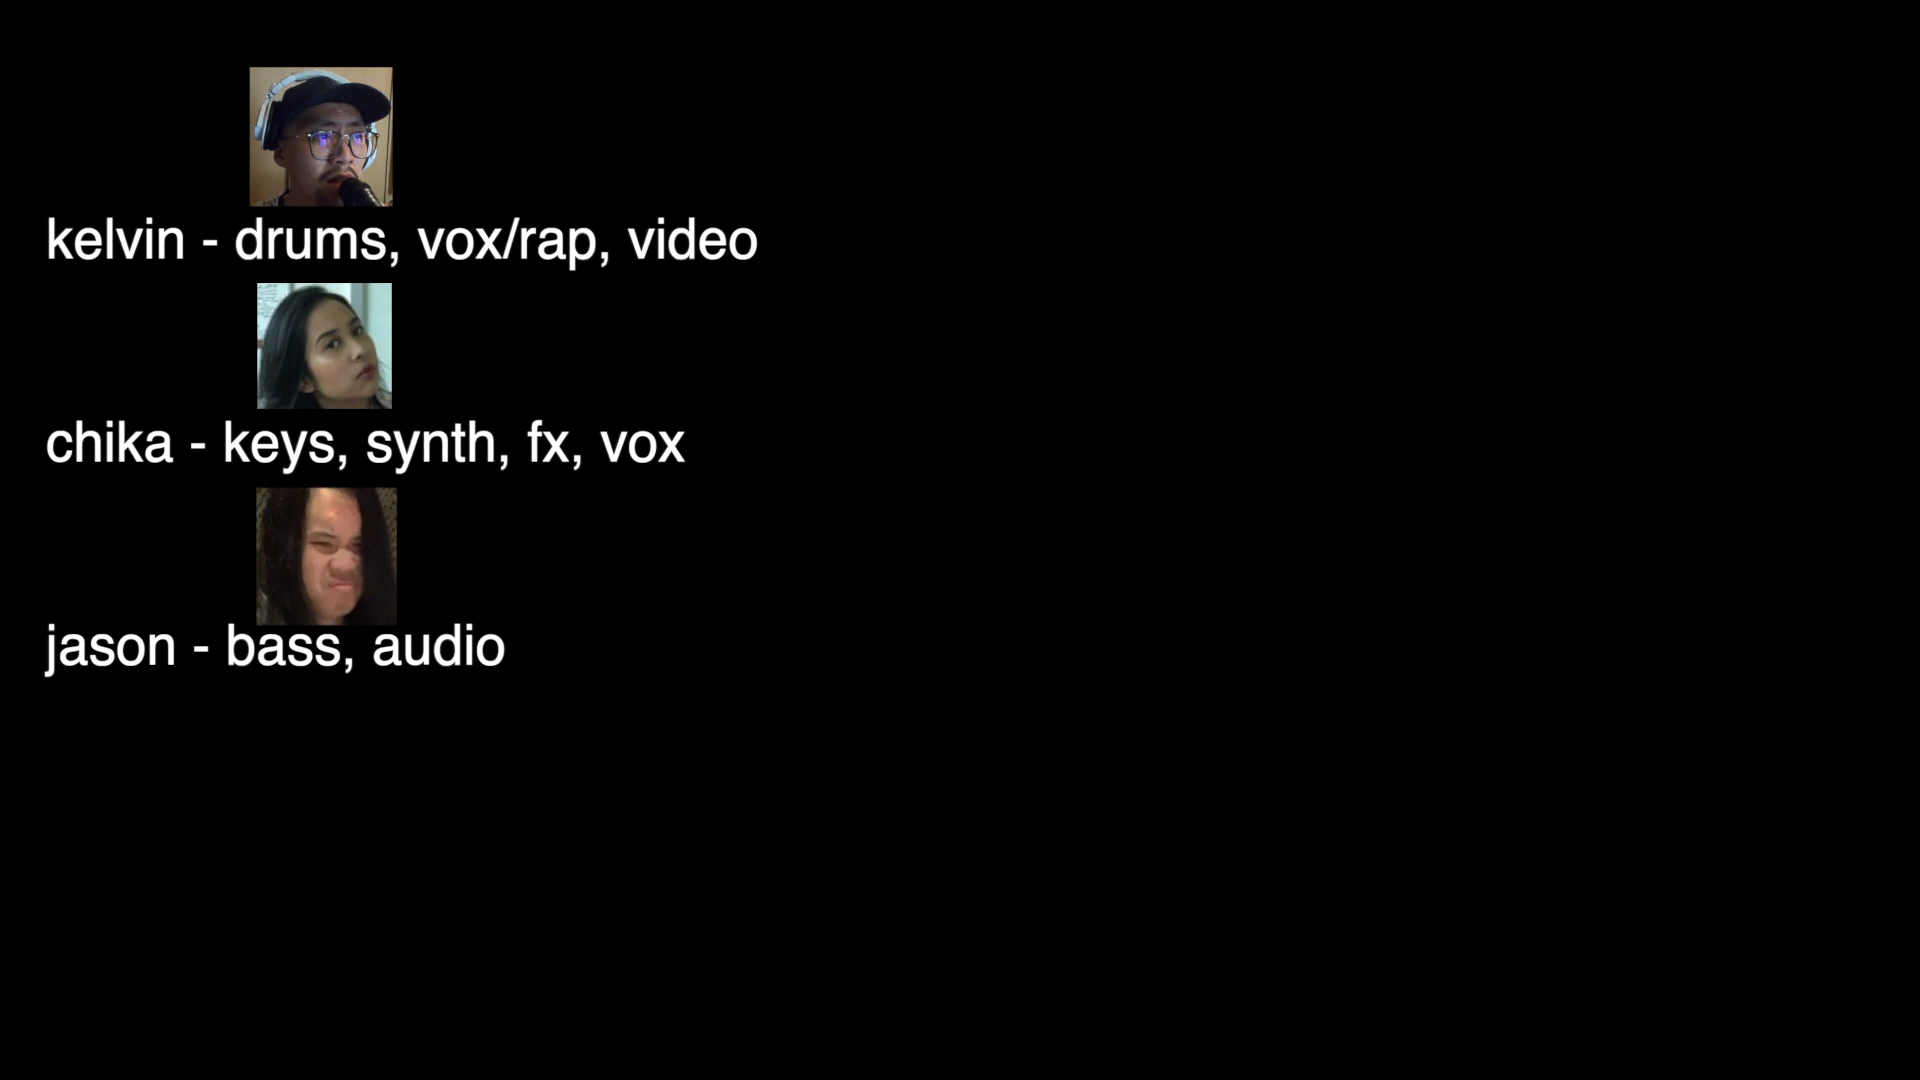 kelvin - drums, vox/rap, video
chika - keys, synth, fx, vox
jason - bass, audio